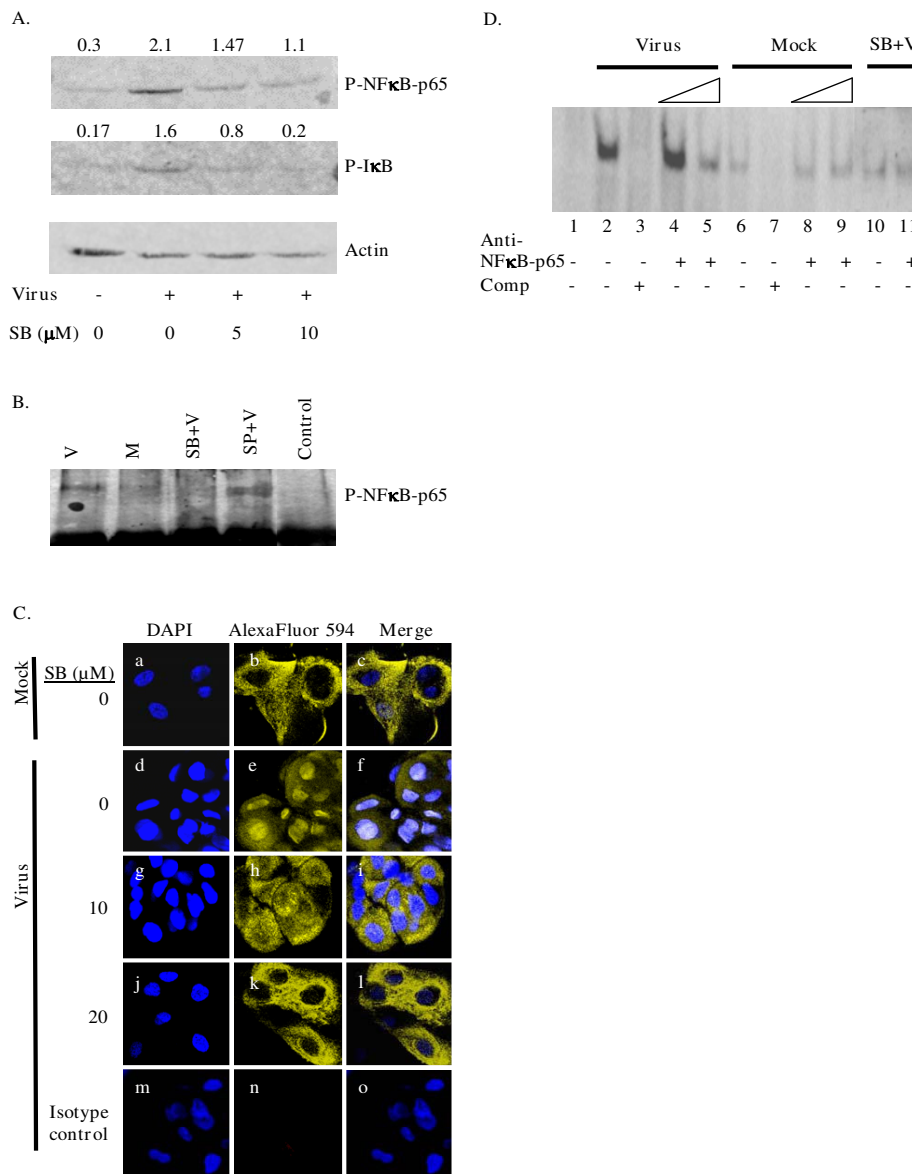 A.
0.3 2.1 1.47 1.1
P-NFκB-p65
0.17 1.6 0.8 0.2
P-IκB
Actin
Virus - + + +
SB (μM) 0 0 5 10
B.
V M SB+V SP+V Control
P-NFκB-p65
C.
DAPI AlexaFluor 594 Merge
Mock
SB (μM)
0
a b c
Virus
0
d e f
10
g h i
20
j k l
Isotype
control
m n o
D.
Virus Mock SB+V
1 2 3 4 5 6 7 8 9 10 11
Anti-
NFκB-p65 - - - + + - - + + - +
Comp - - + - - - + - - - -